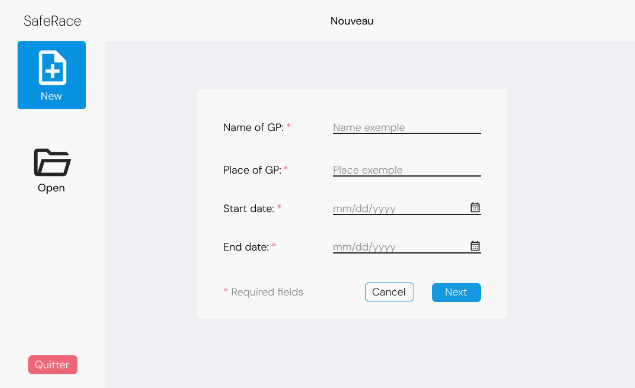 SafeRace
Nouveau
New
Open
Quitter
Name of GP: *
Name exemple
Place of GP: *
Place exemple
Start date: *
mm/dd/yyyy
End date: *
mm/dd/yyyy
* Required fields
Cancel
Next